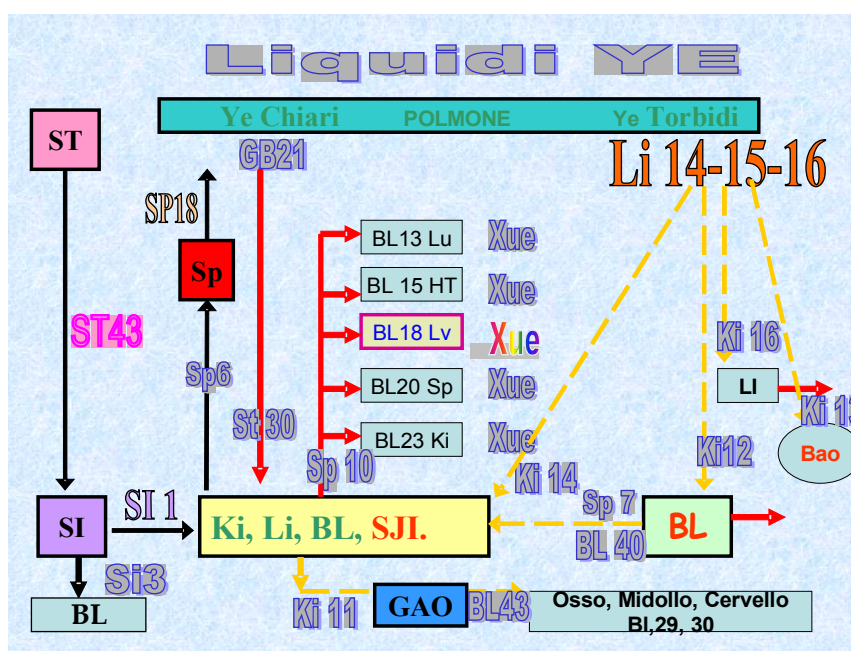 Liquidi YE
Ye Chiari POLMONE Ye Torbidi
ST
GB21
Li 14-15-16
SP18
BL13 Lu Xue
Sp
BL 15 HT Xue
ST43
BL18 Lv Xue
Ki 16
Sp6
BL20 Sp Xue
LI
St 30
Ki 13
BL23 Ki Xue
Bao
Sp 10
Ki 14
Ki12
SI 1
Sp 7
SI
Ki, Li, BL, SJI.
BL
BL 40
Si3
BL
Ki 11
GAO
BL43
Osso, Midollo, Cervello
Bl,29, 30